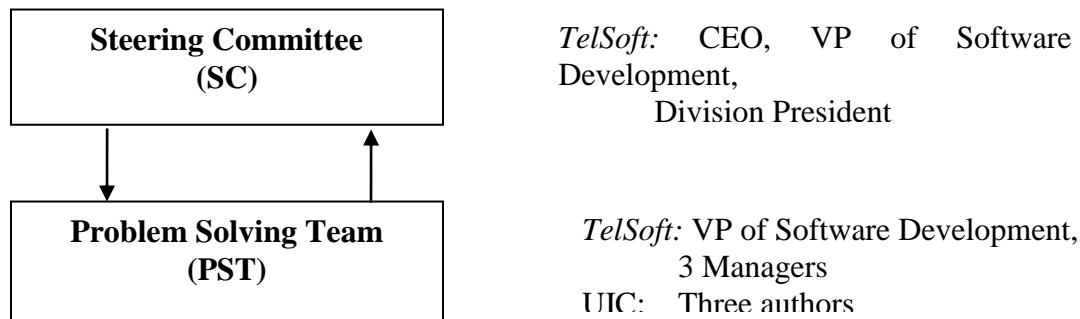 Steering Committee
(SC)
TelSoft: CEO, VP of Software
Development,
Division President
Problem Solving Team
(PST)
TelSoft: VP of Software Development,
3 Managers
UIC: Three authors